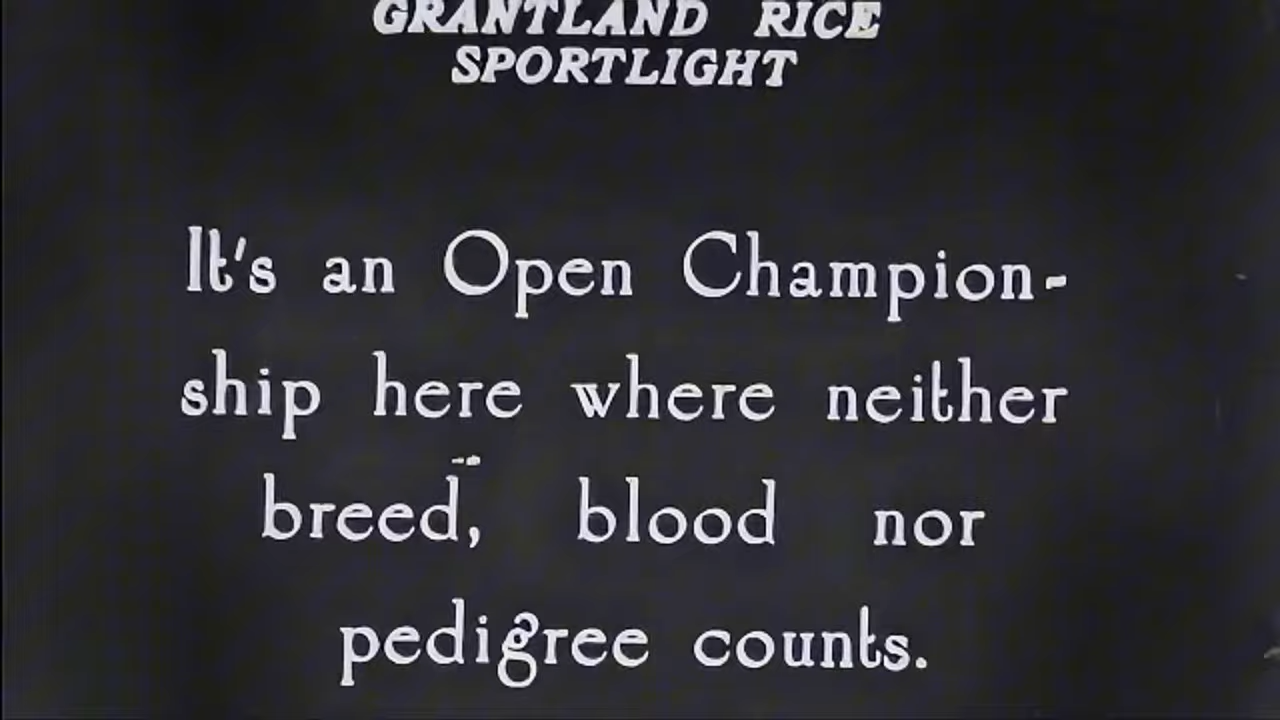 GRANTLAND RICE
SPORTLIGHT
It's an Open Champion-
ship here where neither
breed, blood nor
pedigree counts.